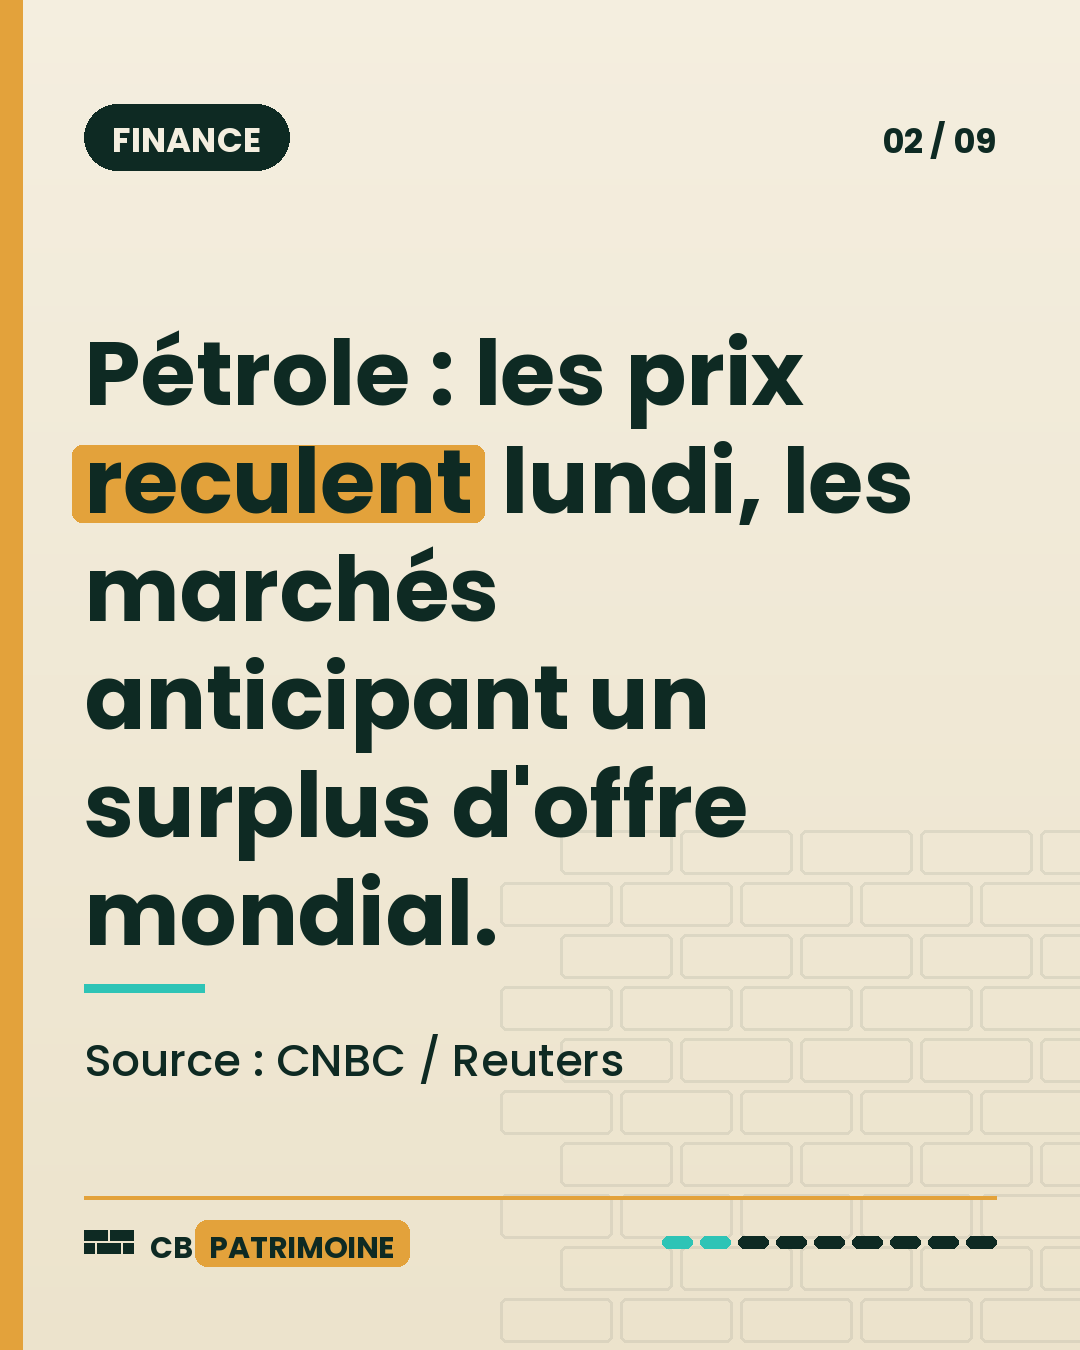 FINANCE
02 / 09
Pétrole : les prix
reculent lundi, les
marchés
anticipant un
surplus d'offre
mondial.
Source : CNBC / Reuters
CB PATRIMOINE